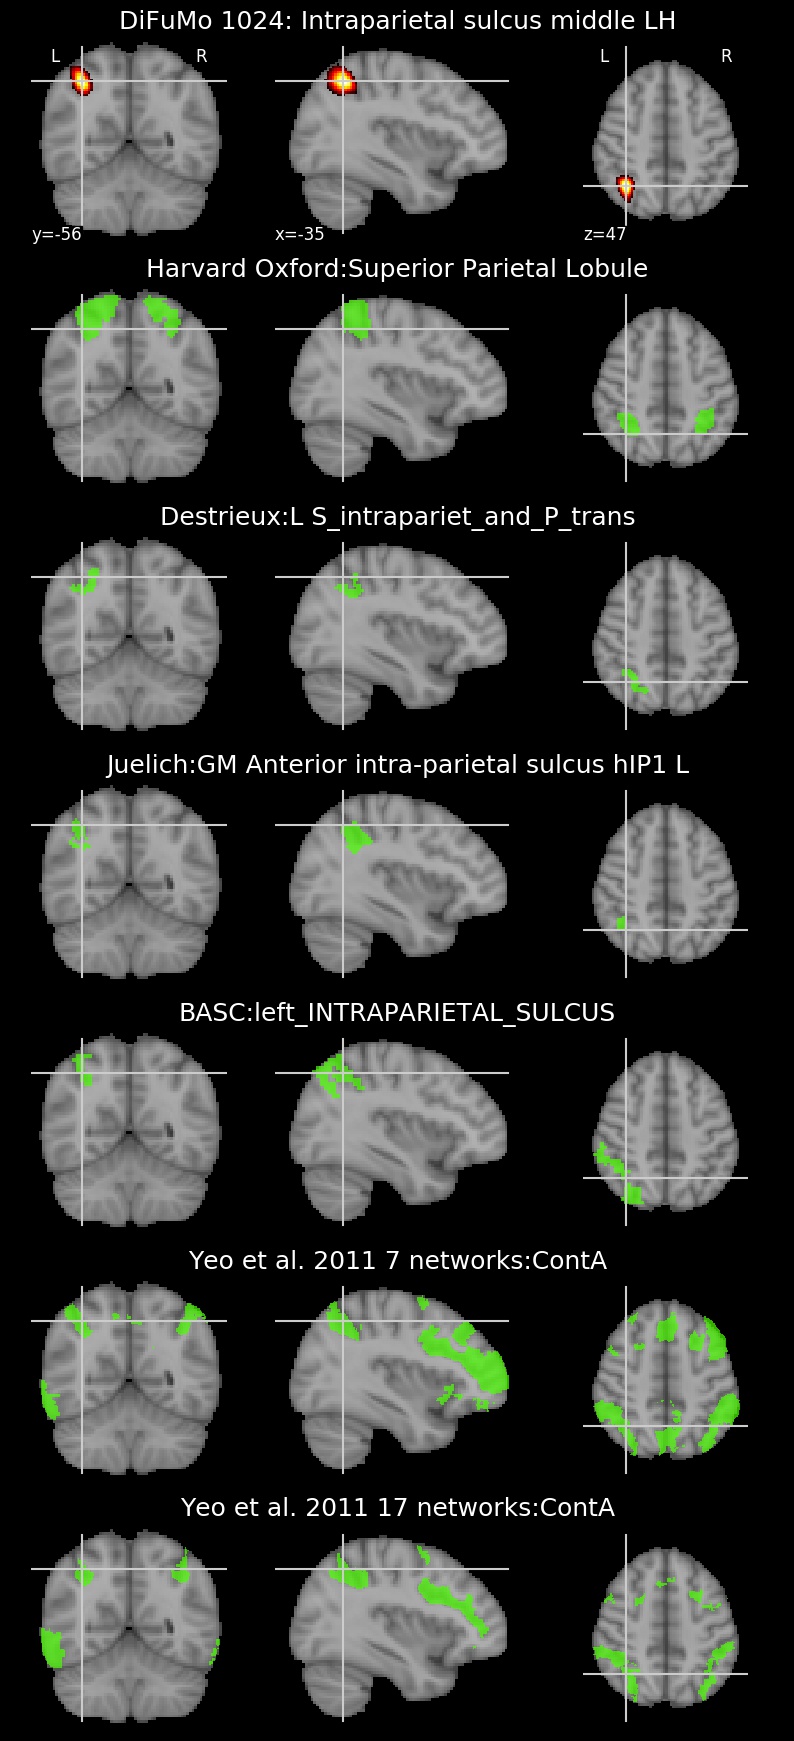 DiFuMo 1024: Intraparietal sulcus middle LH
L R L R
y=-56 x=-35 z=47
Harvard Oxford:Superior Parietal Lobule
Destrieux:L S_intrapariet_and_P_trans
Juelich:GM Anterior intra-parietal sulcus hIP1 L
BASC:left_INTRAPARIETAL_SULCUS
Yeo et al. 2011 7 networks:ContA
Yeo et al. 2011 17 networks:ContA